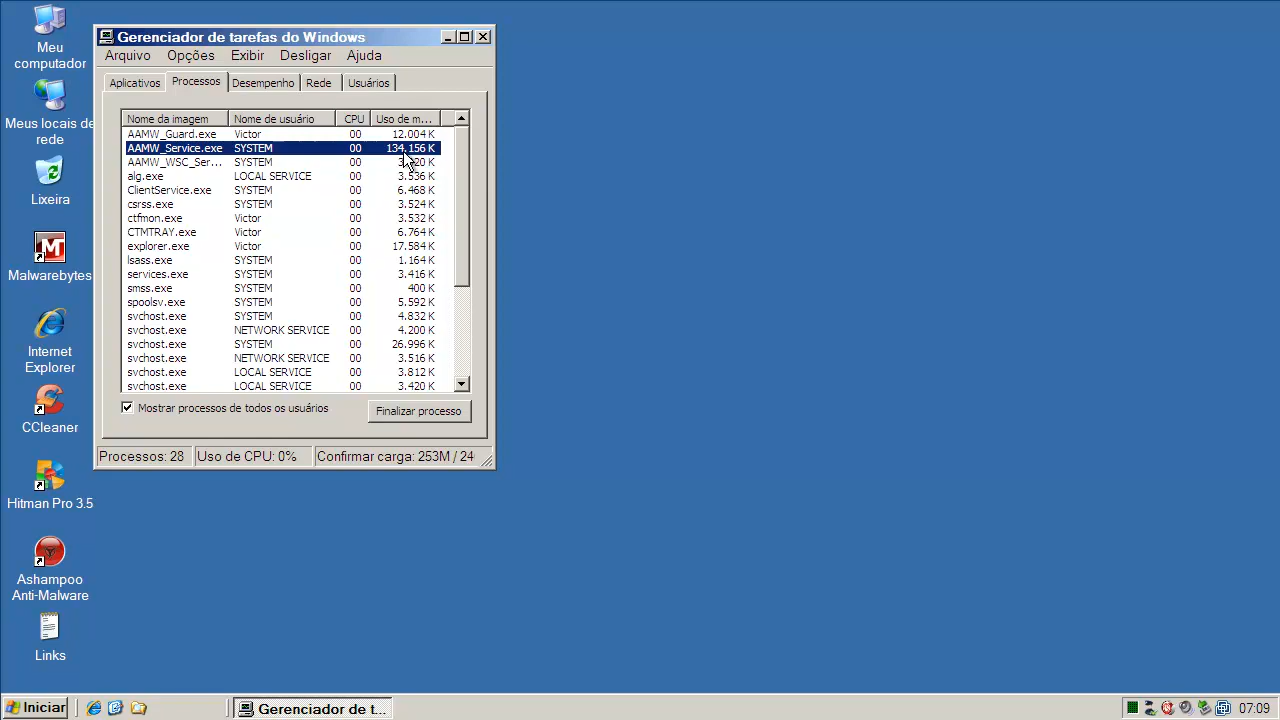 Meu
computador
Meus locais de
rede
Lixeira
Malwarebytes
Internet
Explorer
CCleaner
Hitman Pro 3.5
Ashampoo
Anti-Malware
Links
Gerenciador de tarefas do Windows
Arquivo Opções Exibir Desligar Ajuda
Aplicativos Processos Desempenho Rede Usuários
Nome da imagem Nome de usuário CPU Uso de m...
AAMW_Guard.exe Victor 00 12.004 K
AAMW_Service.exe SYSTEM 00 134.156 K
AAMW_WSC_Ser... SYSTEM 00 K
alg.exe LOCAL SERVICE 00 3.536 K
ClientService.exe SYSTEM 00 6.468 K
csrss.exe SYSTEM 00 3.524 K
ctfmon.exe Victor 00 3.532 K
CTMTRAY.exe Victor 00 6.764 K
explorer.exe Victor 00 17.584 K
lsass.exe SYSTEM 00 1.164 K
services.exe SYSTEM 00 3.416 K
smss.exe SYSTEM 00 400 K
spoolsv.exe SYSTEM 00 5.592 K
svchost.exe SYSTEM 00 4.832 K
svchost.exe NETWORK SERVICE 00 4.200 K
svchost.exe SYSTEM 00 26.996 K
svchost.exe NETWORK SERVICE 00 3.516 K
svchost.exe LOCAL SERVICE 00 3.812 K
svchost.exe LOCAL SERVICE 00 3.420 K
Mostrar processos de todos os usuários Finalizar processo
Processos: 28 Uso de CPU: 0% Confirmar carga: 253M / 24
Iniciar Gerenciador de t... 07:09